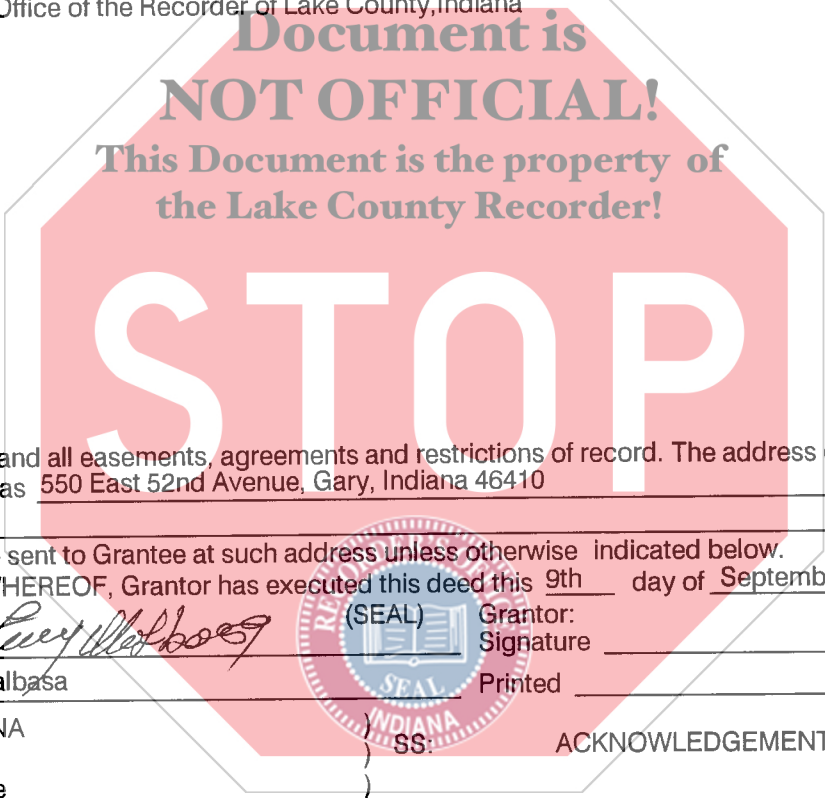 Office of the Recorder of Lake County, Indiana
Document is
NOT OFFICIAL!
This Document is the property of
the Lake County Recorder!
STOP
and all easements, agreements and restrictions of record. The address
as 550 East 52nd Avenue, Gary, Indiana 46410
sent to Grantee at such address unless otherwise indicated below.
HEREOF, Grantor has executed this deed this 9th day of Septemb
(SEAL) Grantor:
Signature
albasa Printed
RECORDER'S
SEAL
INDIANA
NA ) SS: ACKNOWLEDGEMENT
)
e )